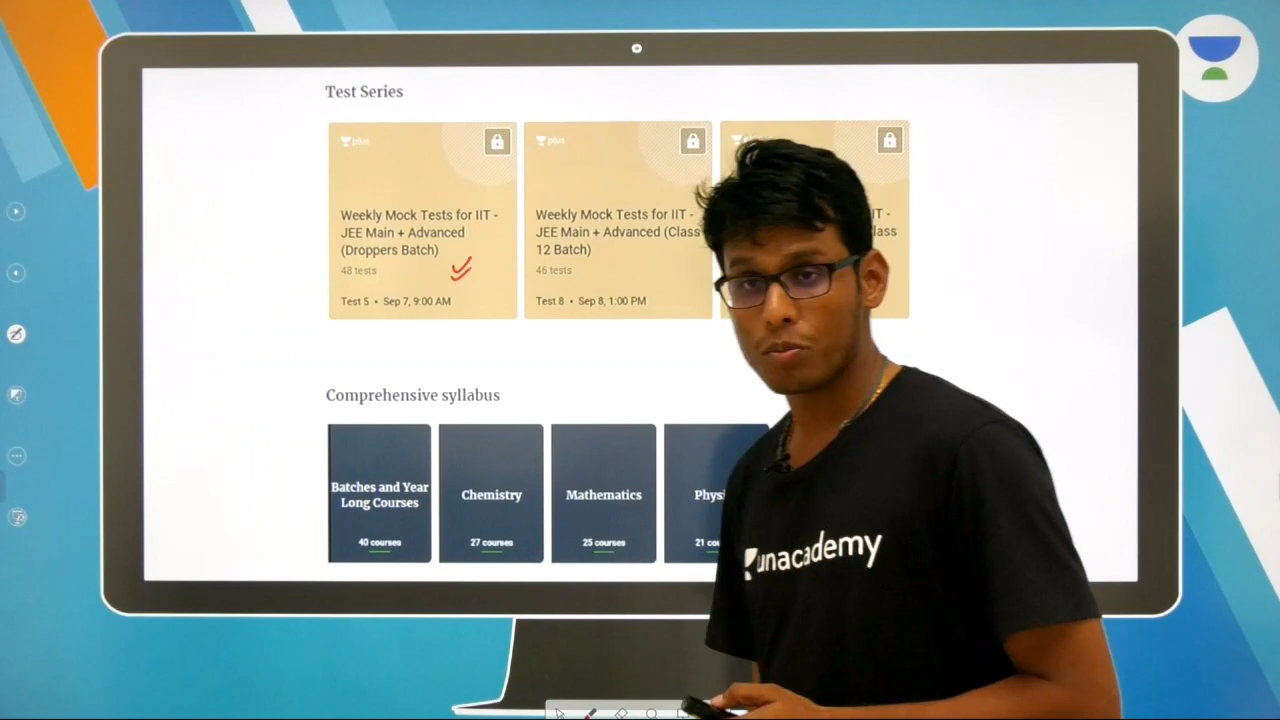 Test Series
plus
Weekly Mock Tests for IIT -
JEE Main + Advanced
(Droppers Batch)
48 tests
Test 5 • Sep 7, 9:00 AM
plus
Weekly Mock Tests for IIT -
JEE Main + Advanced (Class
12 Batch)
46 tests
Test 8 • Sep 8, 1:00 PM
IT -
lass
Comprehensive syllabus
Batches and Year
Long Courses
40 courses
Chemistry
27 courses
Mathematics
25 courses
Physi
21 cou
unacademy